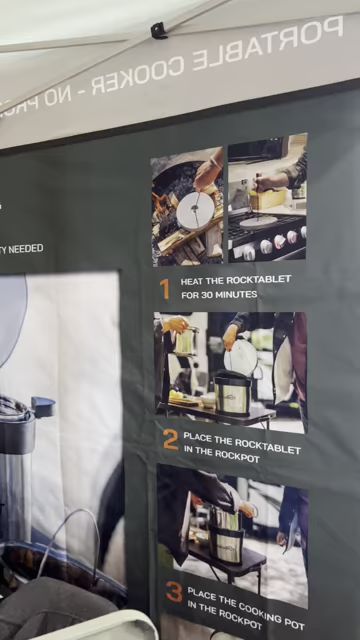 PORTABLE COOKER - NO
TY NEEDED
1 HEAT THE ROCKTABLET
FOR 30 MINUTES
2 PLACE THE ROCKTABLET
IN THE ROCKPOT
3 PLACE THE COOKING POT
IN THE ROCKPOT